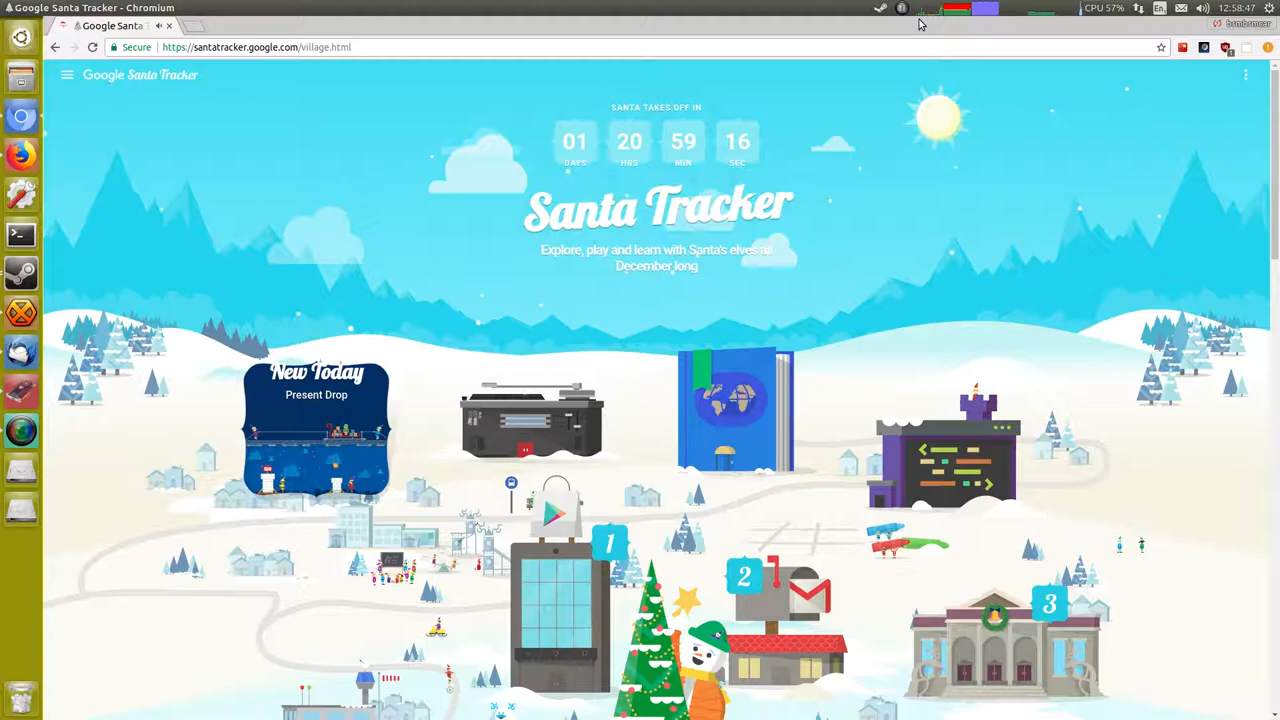 Google Santa Tracker - Chromium
CPU 57%
En
12:58:47
Google Santa T
brmbrmcar
Secure
https://santatracker.google.com/village.html
Google Santa Tracker
SANTA TAKES OFF IN
01 20 59 16
DAYS HRS MIN SEC
Santa Tracker
Explore, play and learn with Santa's elves all
December long
New Today
Present Drop
1
2
3